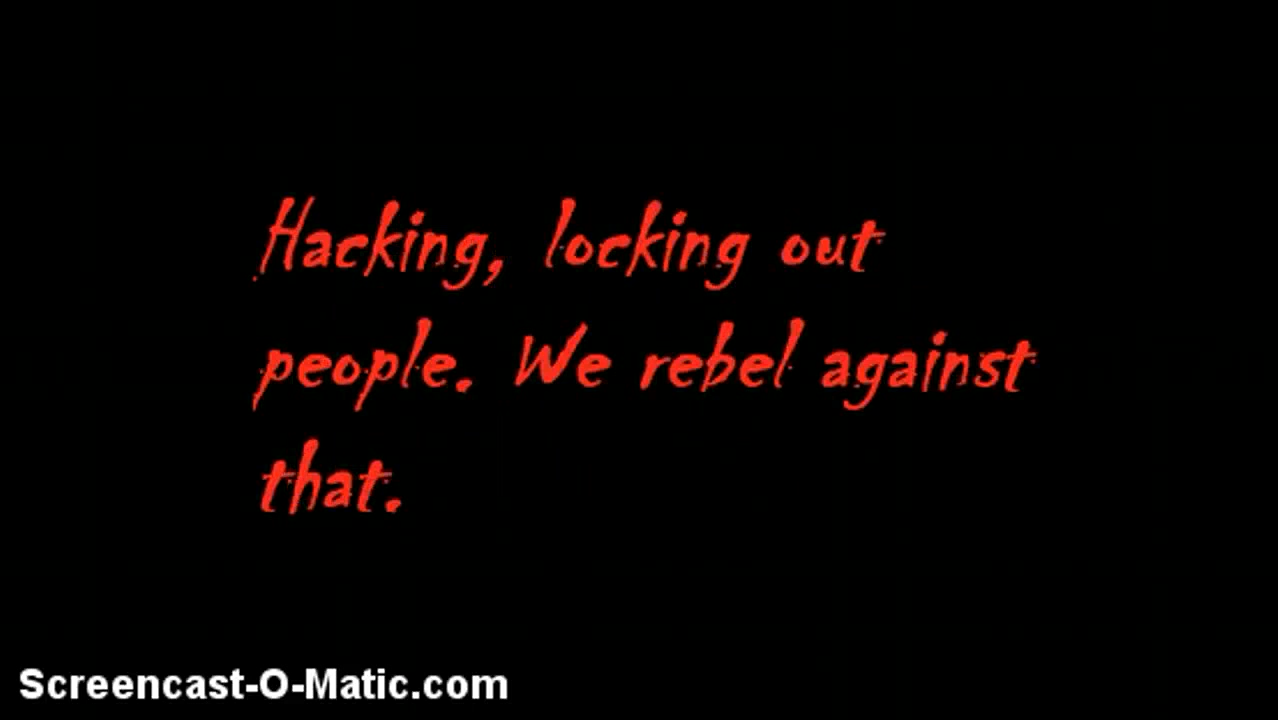 Hacking, locking out
people. We rebel against
that.
Screencast-O-Matic.com